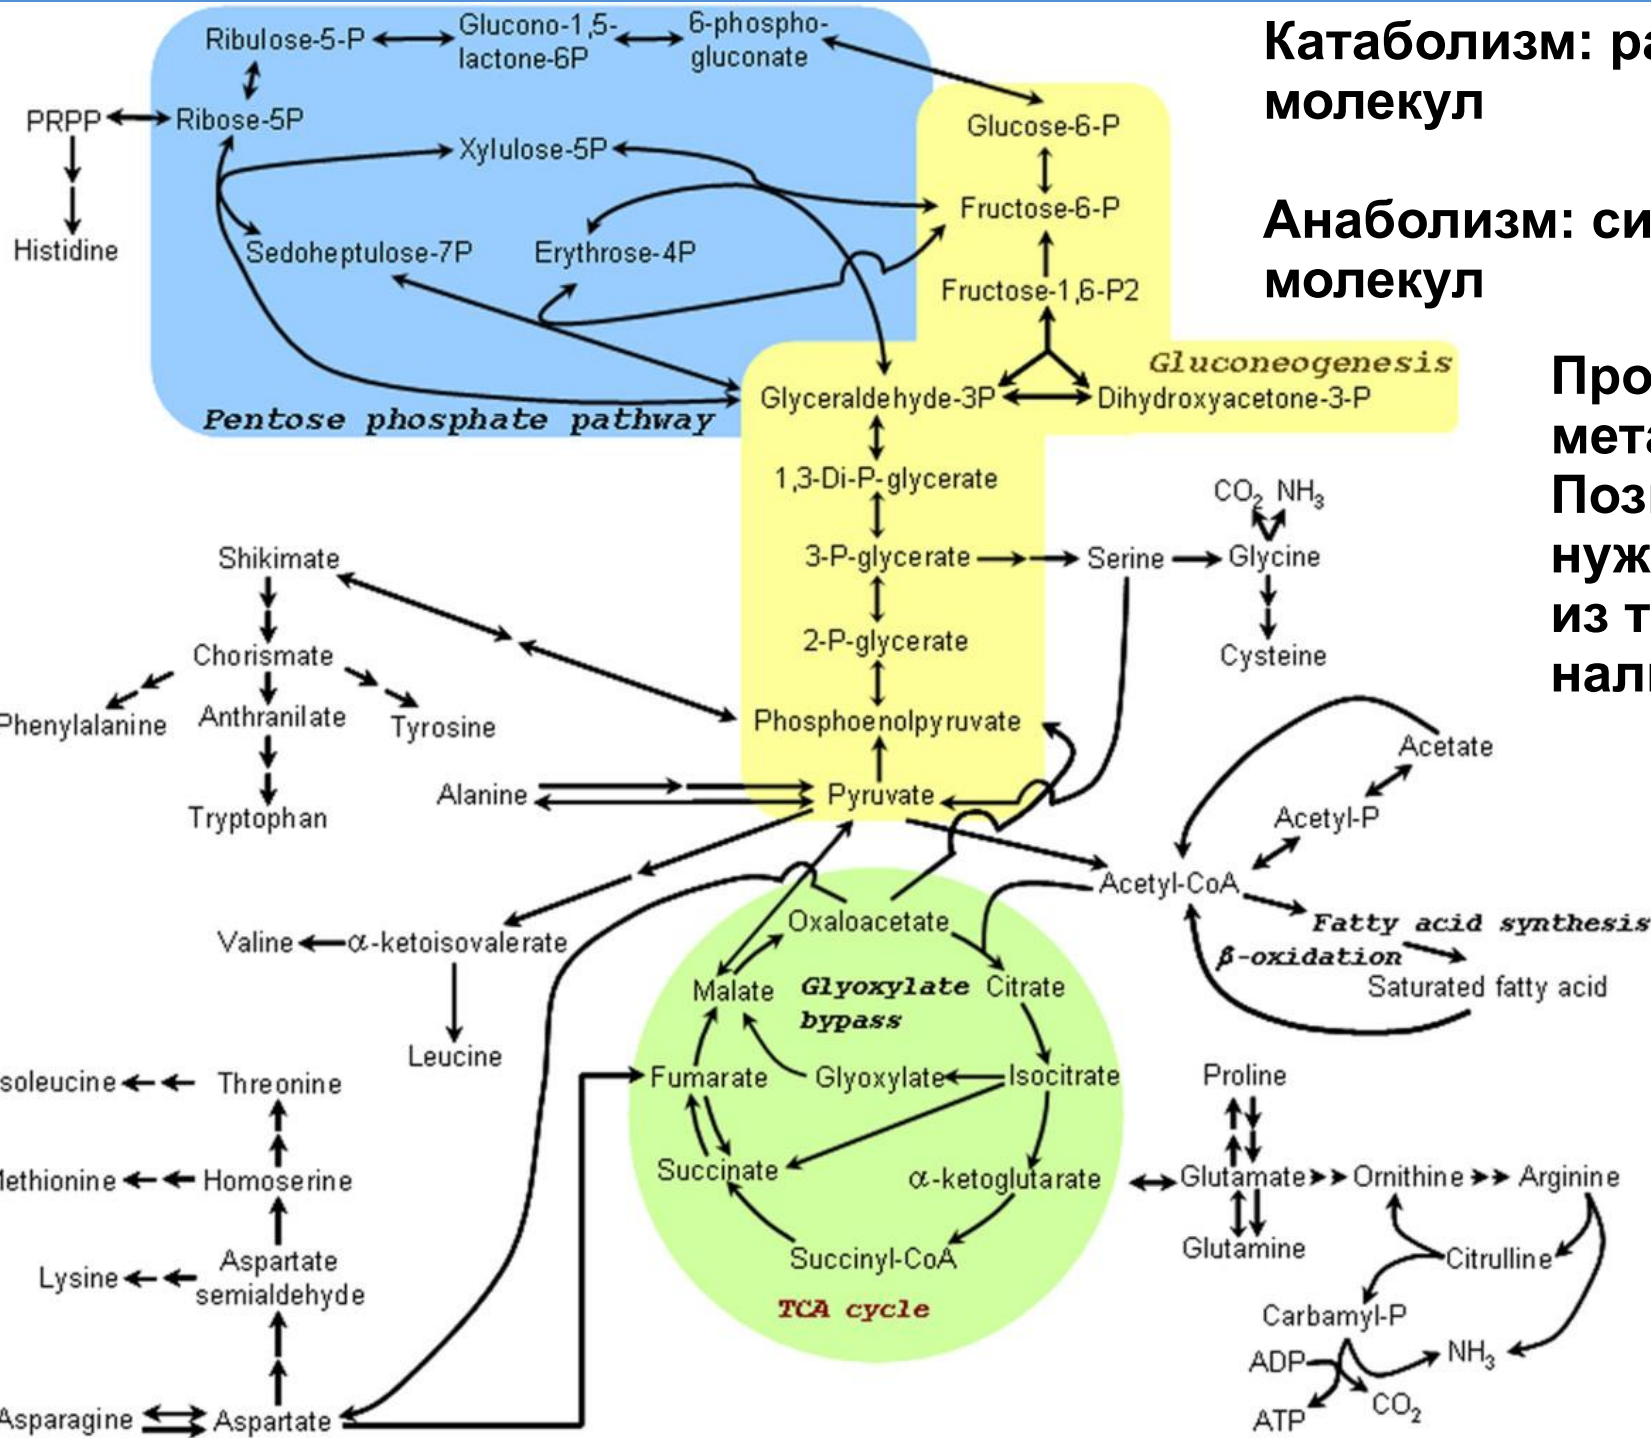 Ribulose-5-P
Glucono-1,5-
lactone-6P
6-phospho-
gluconate
PRPP
Ribose-5P
Xylulose-5P
Histidine
Sedoheptulose-7P
Erythrose-4P
Pentose phosphate pathway
Glucose-6-P
Fructose-6-P
Fructose-1,6-P2
Gluconeogenesis
Glyceraldehyde-3P
Dihydroxyacetone-3-P
1,3-Di-P-glycerate
3-P-glycerate
Serine
Glycine
CO2 NH3
Cysteine
2-P-glycerate
Phosphoenolpyruvate
Pyruvate
Shikimate
Chorismate
Phenylalanine
Anthranilate
Tyrosine
Tryptophan
Alanine
Acetate
Acetyl-P
Acetyl-CoA
Fatty acid synthesis
β-oxidation
Saturated fatty acid
Valine
α-ketoisovalerate
Leucine
Oxaloacetate
Malate
Glyoxylate
bypass
Citrate
Fumarate
Glyoxylate
Isocitrate
Succinate
α-ketoglutarate
Succinyl-CoA
TCA cycle
soleucine
Threonine
Methionine
Homoserine
Lysine
Aspartate
semialdehyde
Asparagine
Aspartate
Proline
Glutamate
Ornithine
Arginine
Glutamine
Citrulline
Carbamyl-P
ADP
NH3
ATP
CO2
Катаболизм: ра
молекул
Анаболизм: си
молекул
Про
мета
Позв
нуж
из т
нали